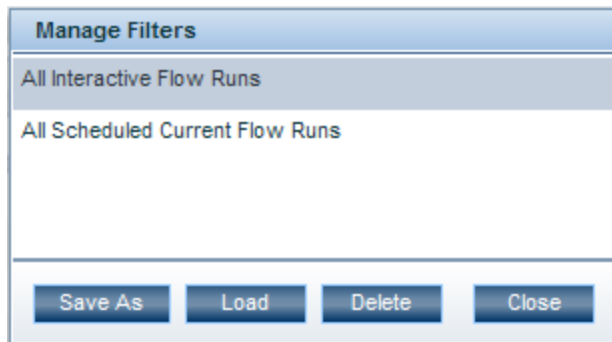 Manage Filters
All Interactive Flow Runs
All Scheduled Current Flow Runs
Save As Load Delete Close